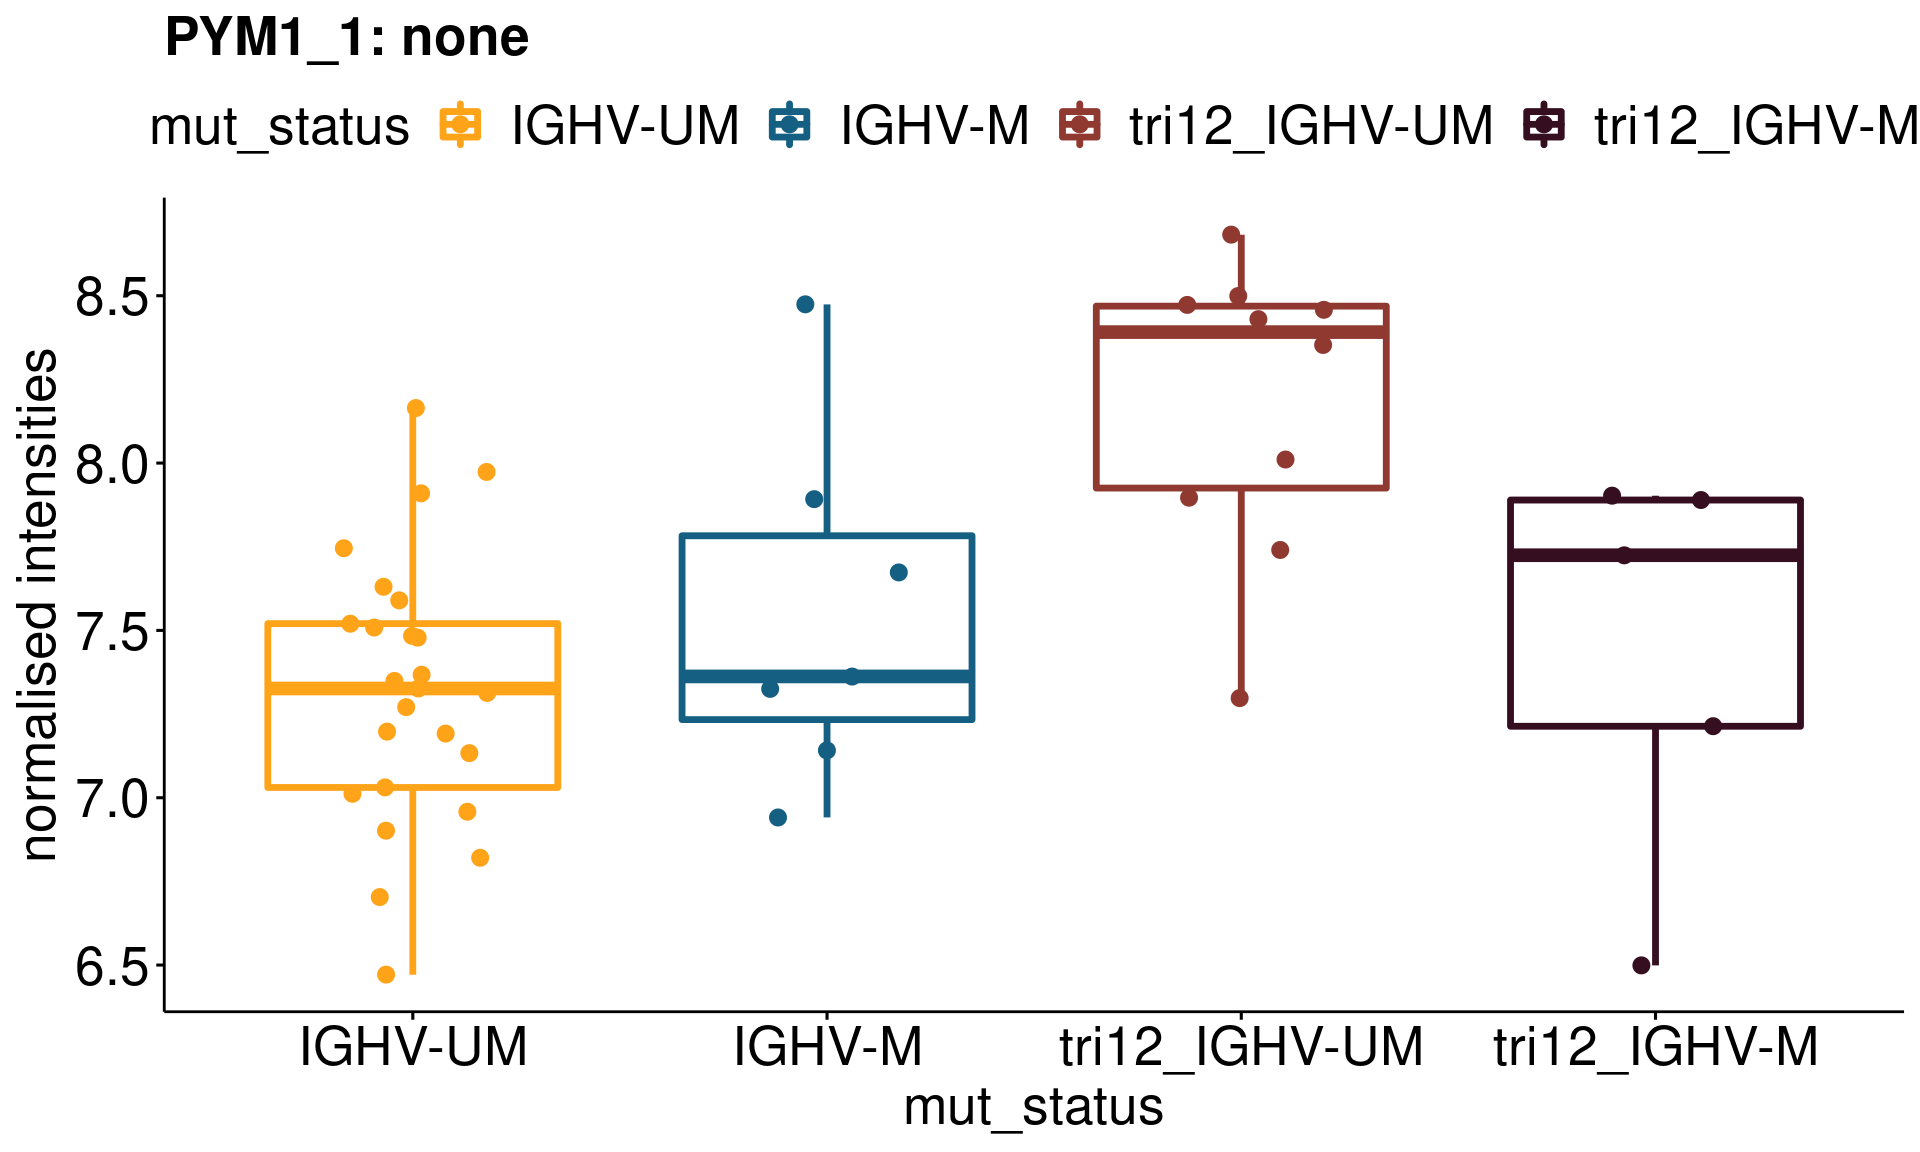 PYM1_1: none
mut_status IGHV-UM IGHV-M tri12_IGHV-UM tri12_IGHV-M
normalised intensities
8.5
8.0
7.5
7.0
6.5
IGHV-UM IGHV-M tri12_IGHV-UM tri12_IGHV-M
mut_status